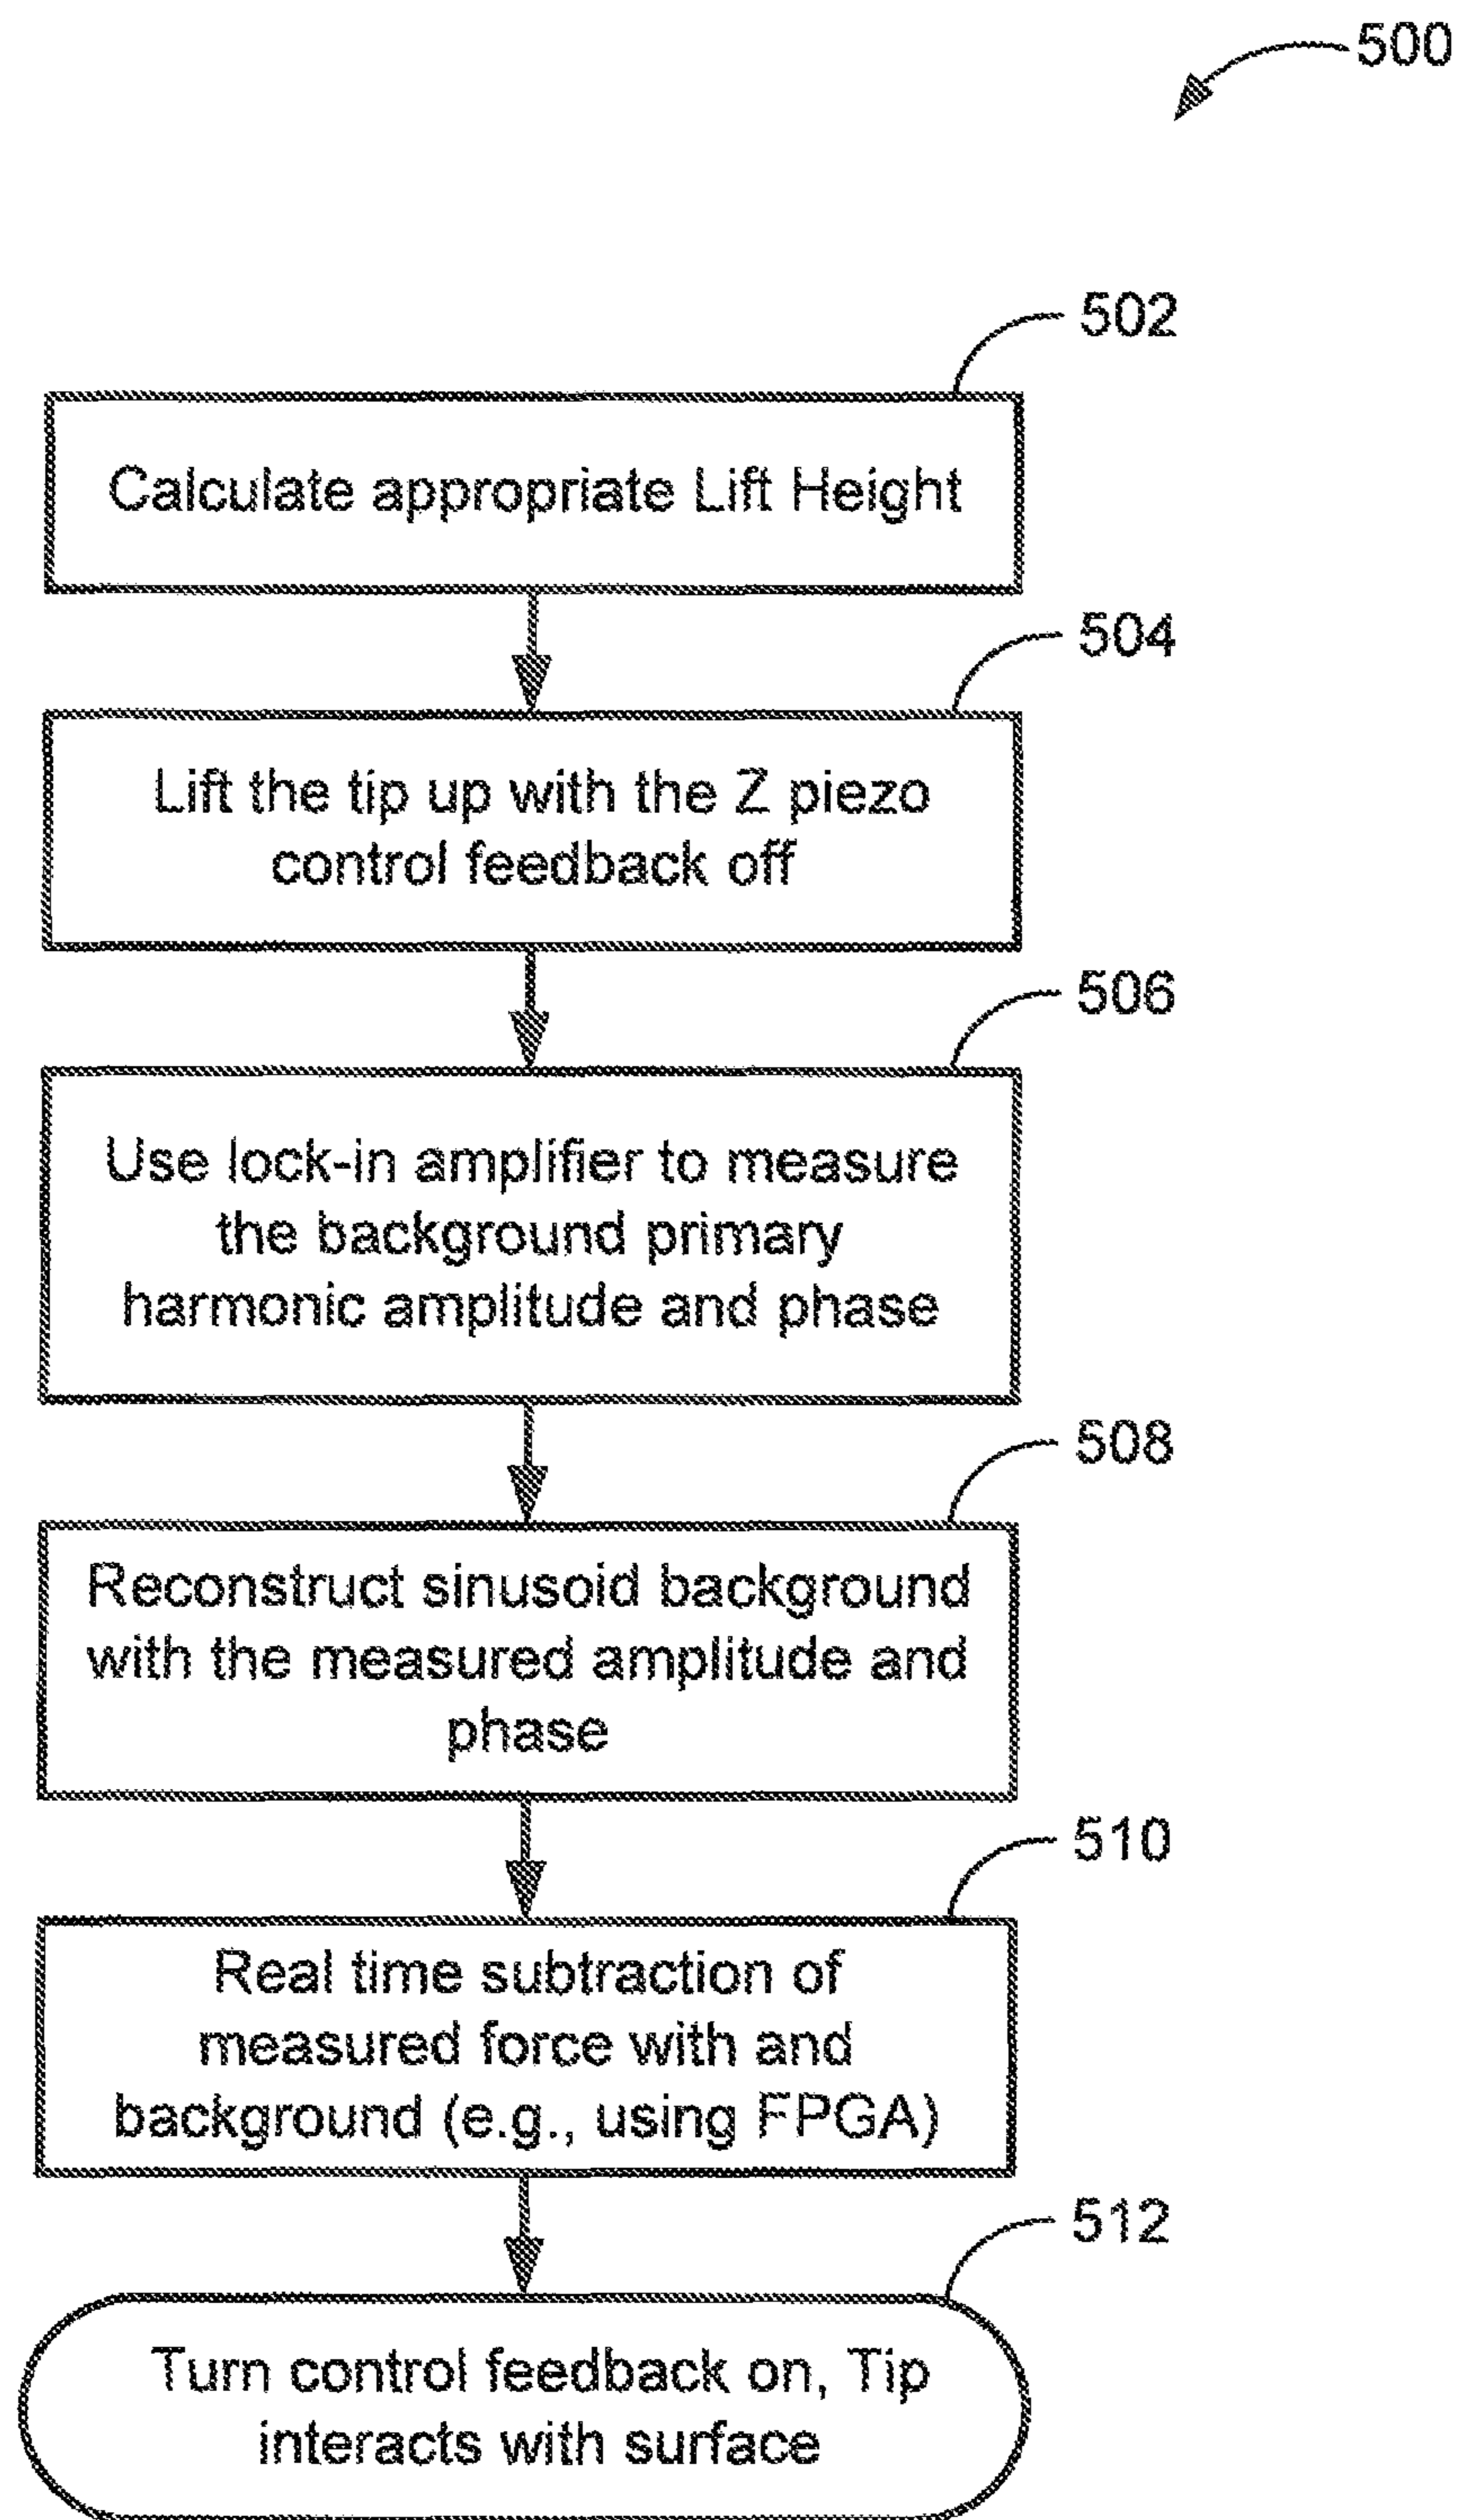 500
502
Calculate appropriate Lift Height
504
Lift the tip up with the Z piezo
control feedback off
506
Use lock-in amplifier to measure
the background primary
harmonic amplitude and phase
508
Reconstruct sinusoid background
with the measured amplitude and
phase
510
Real time subtraction of
measured force with and
background (e.g., using FPGA)
512
Turn control feedback on, Tip
interacts with surface